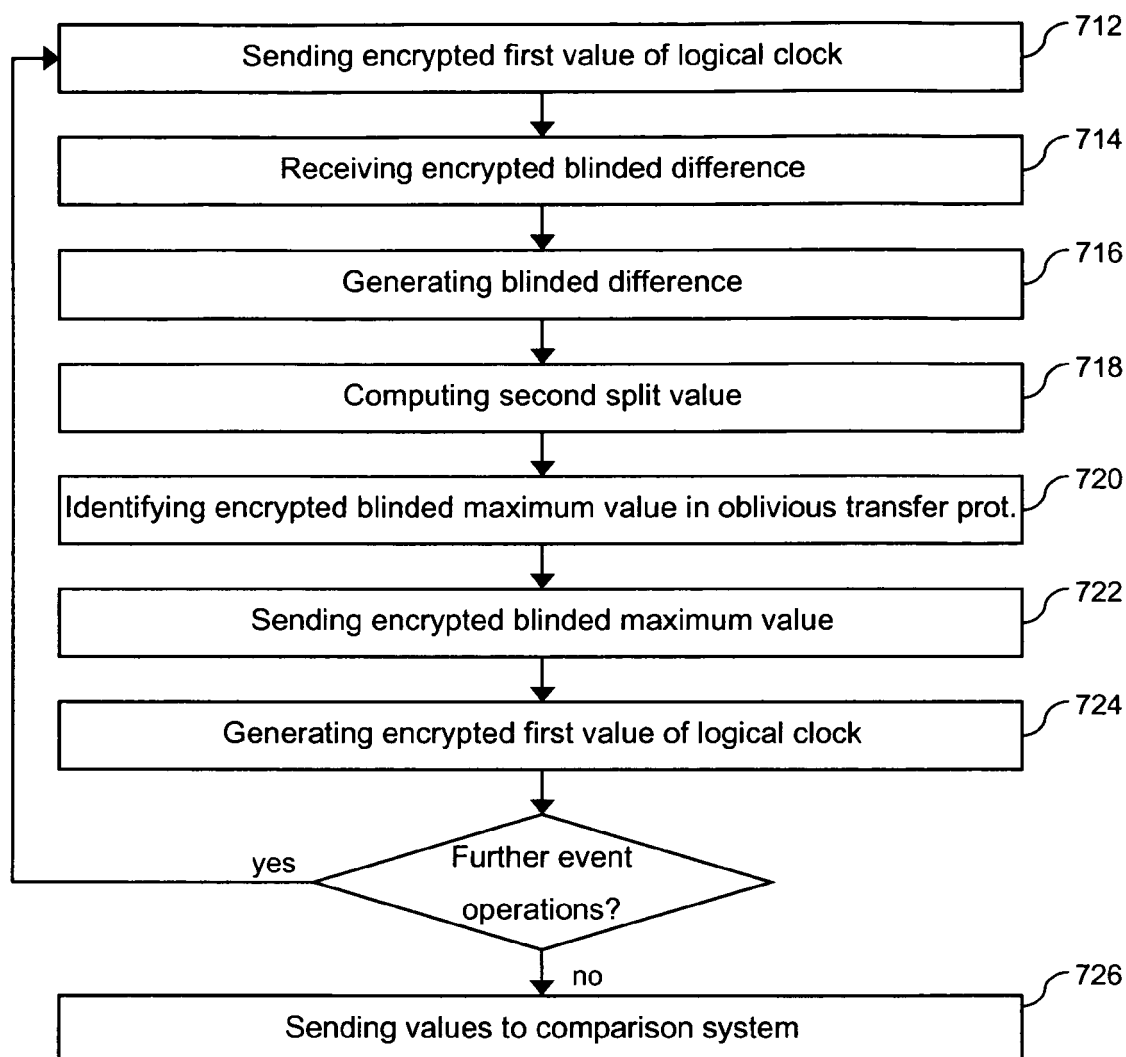 712
Sending encrypted first value of logical clock
714
Receiving encrypted blinded difference
716
Generating blinded difference
718
Computing second split value
720
Identifying encrypted blinded maximum value in oblivious transfer prot.
722
Sending encrypted blinded maximum value
724
Generating encrypted first value of logical clock
yes
Further event
operations?
no
726
Sending values to comparison system